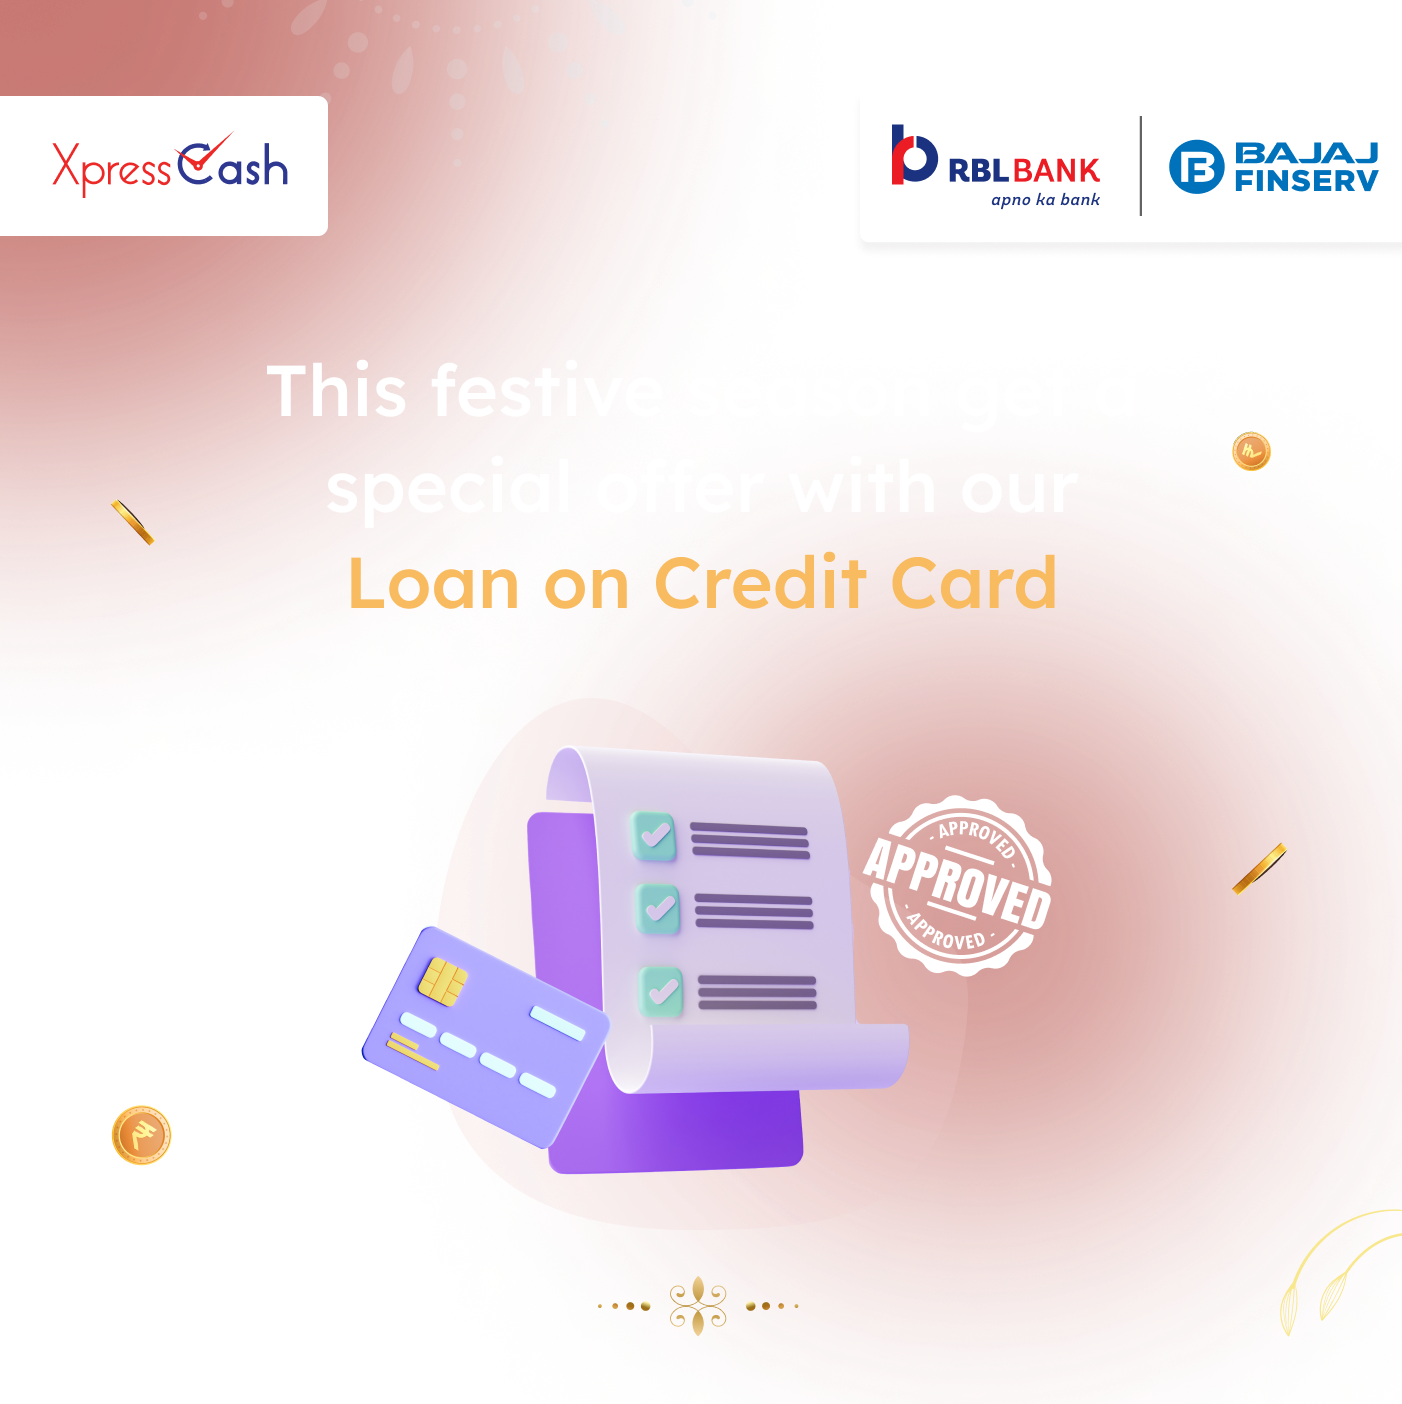 XpressCash
RBL BANK
apno ka bank
BAJAJ
FINSERV
This festive season get a
special offer with our
Loan on Credit Card
- APPROVED -
APPROVED
- APPROVED -